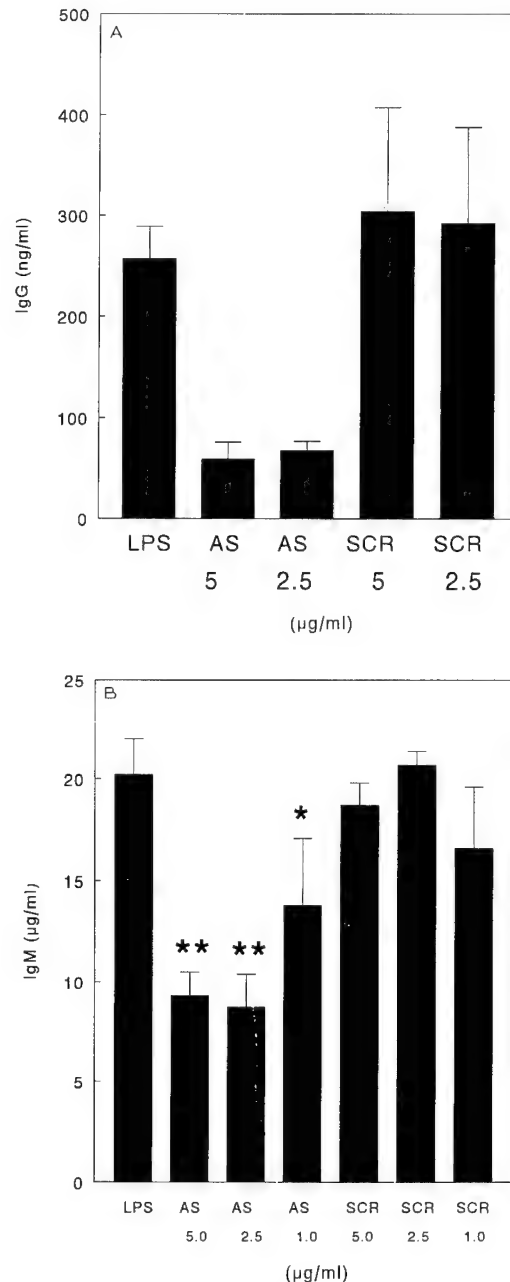 A
500
400
300
200
100
0
IgG (ng/ml)
LPS AS AS SCR SCR
5 2.5 5 2.5
(µg/ml)
B
25
20
15
10
5
0
IgM (µg/ml)
** ** *
LPS AS AS AS SCR SCR SCR
5.0 2.5 1.0 5.0 2.5 1.0
(µg/ml)